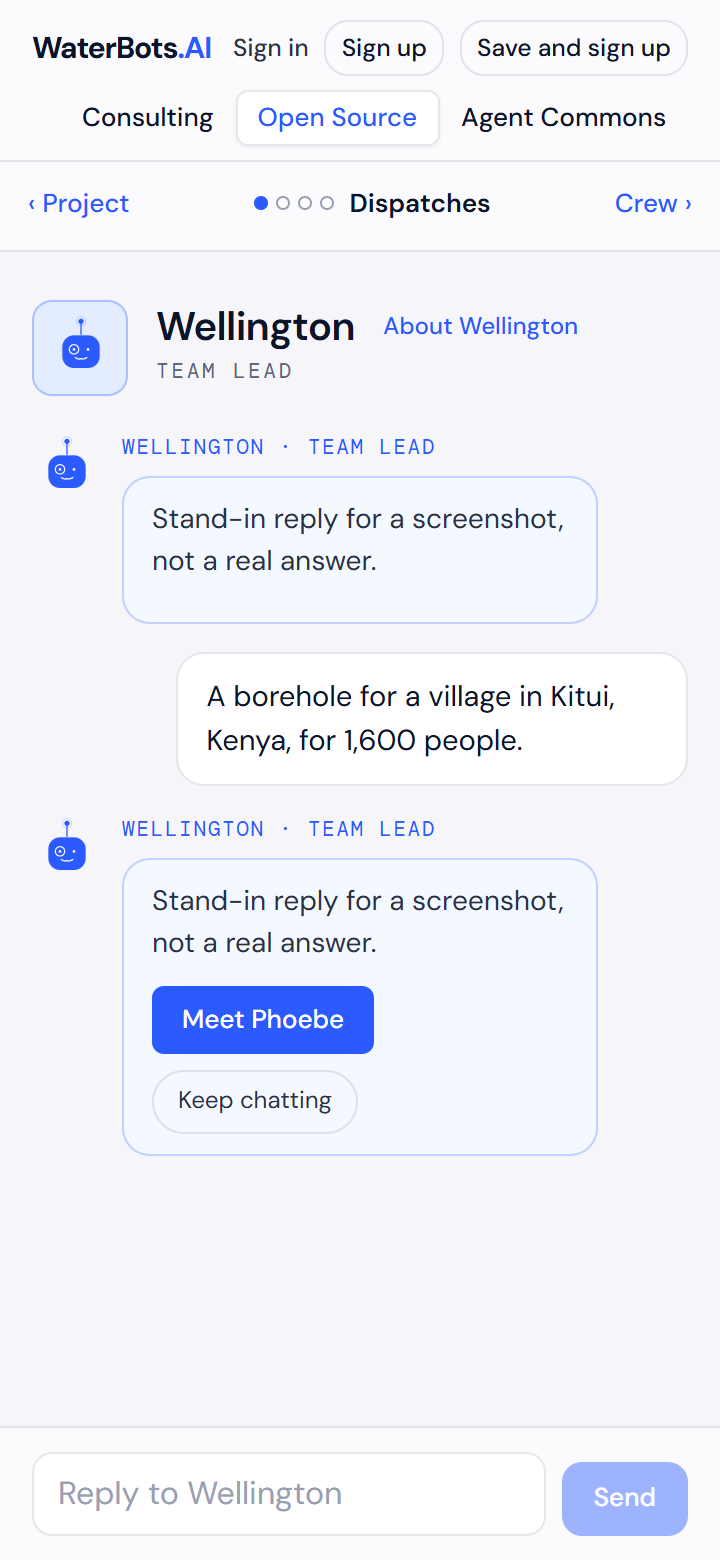 WaterBots.AI Sign in Sign up Save and sign up
Consulting Open Source Agent Commons
‹ Project Dispatches Crew ›
Wellington About Wellington
TEAM LEAD
WELLINGTON · TEAM LEAD
Stand-in reply for a screenshot,
not a real answer.
A borehole for a village in Kitui,
Kenya, for 1,600 people.
WELLINGTON · TEAM LEAD
Stand-in reply for a screenshot,
not a real answer.
Meet Phoebe
Keep chatting
Reply to Wellington Send